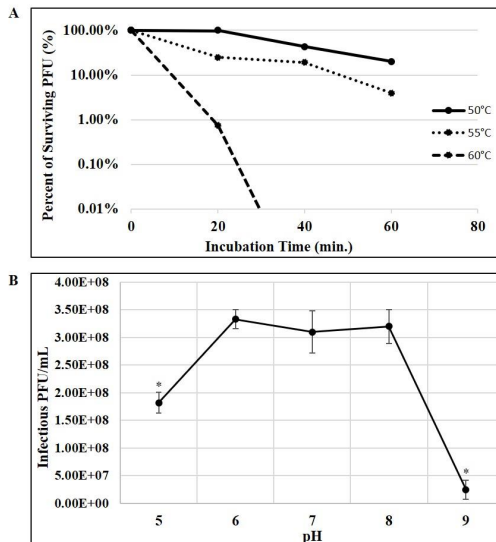 A
Percent of Surviving PFU (%)
100.00%
10.00%
1.00%
0.10%
0.01%
0
20
40
60
80
Incubation Time (min.)
50°C
55°C
60°C
B
Infectious PFU/mL
4.00E+08
3.50E+08
3.00E+08
2.50E+08
2.00E+08
1.50E+08
1.00E+08
5.00E+07
0.00E+00
*
*
5
6
7
8
9
pH